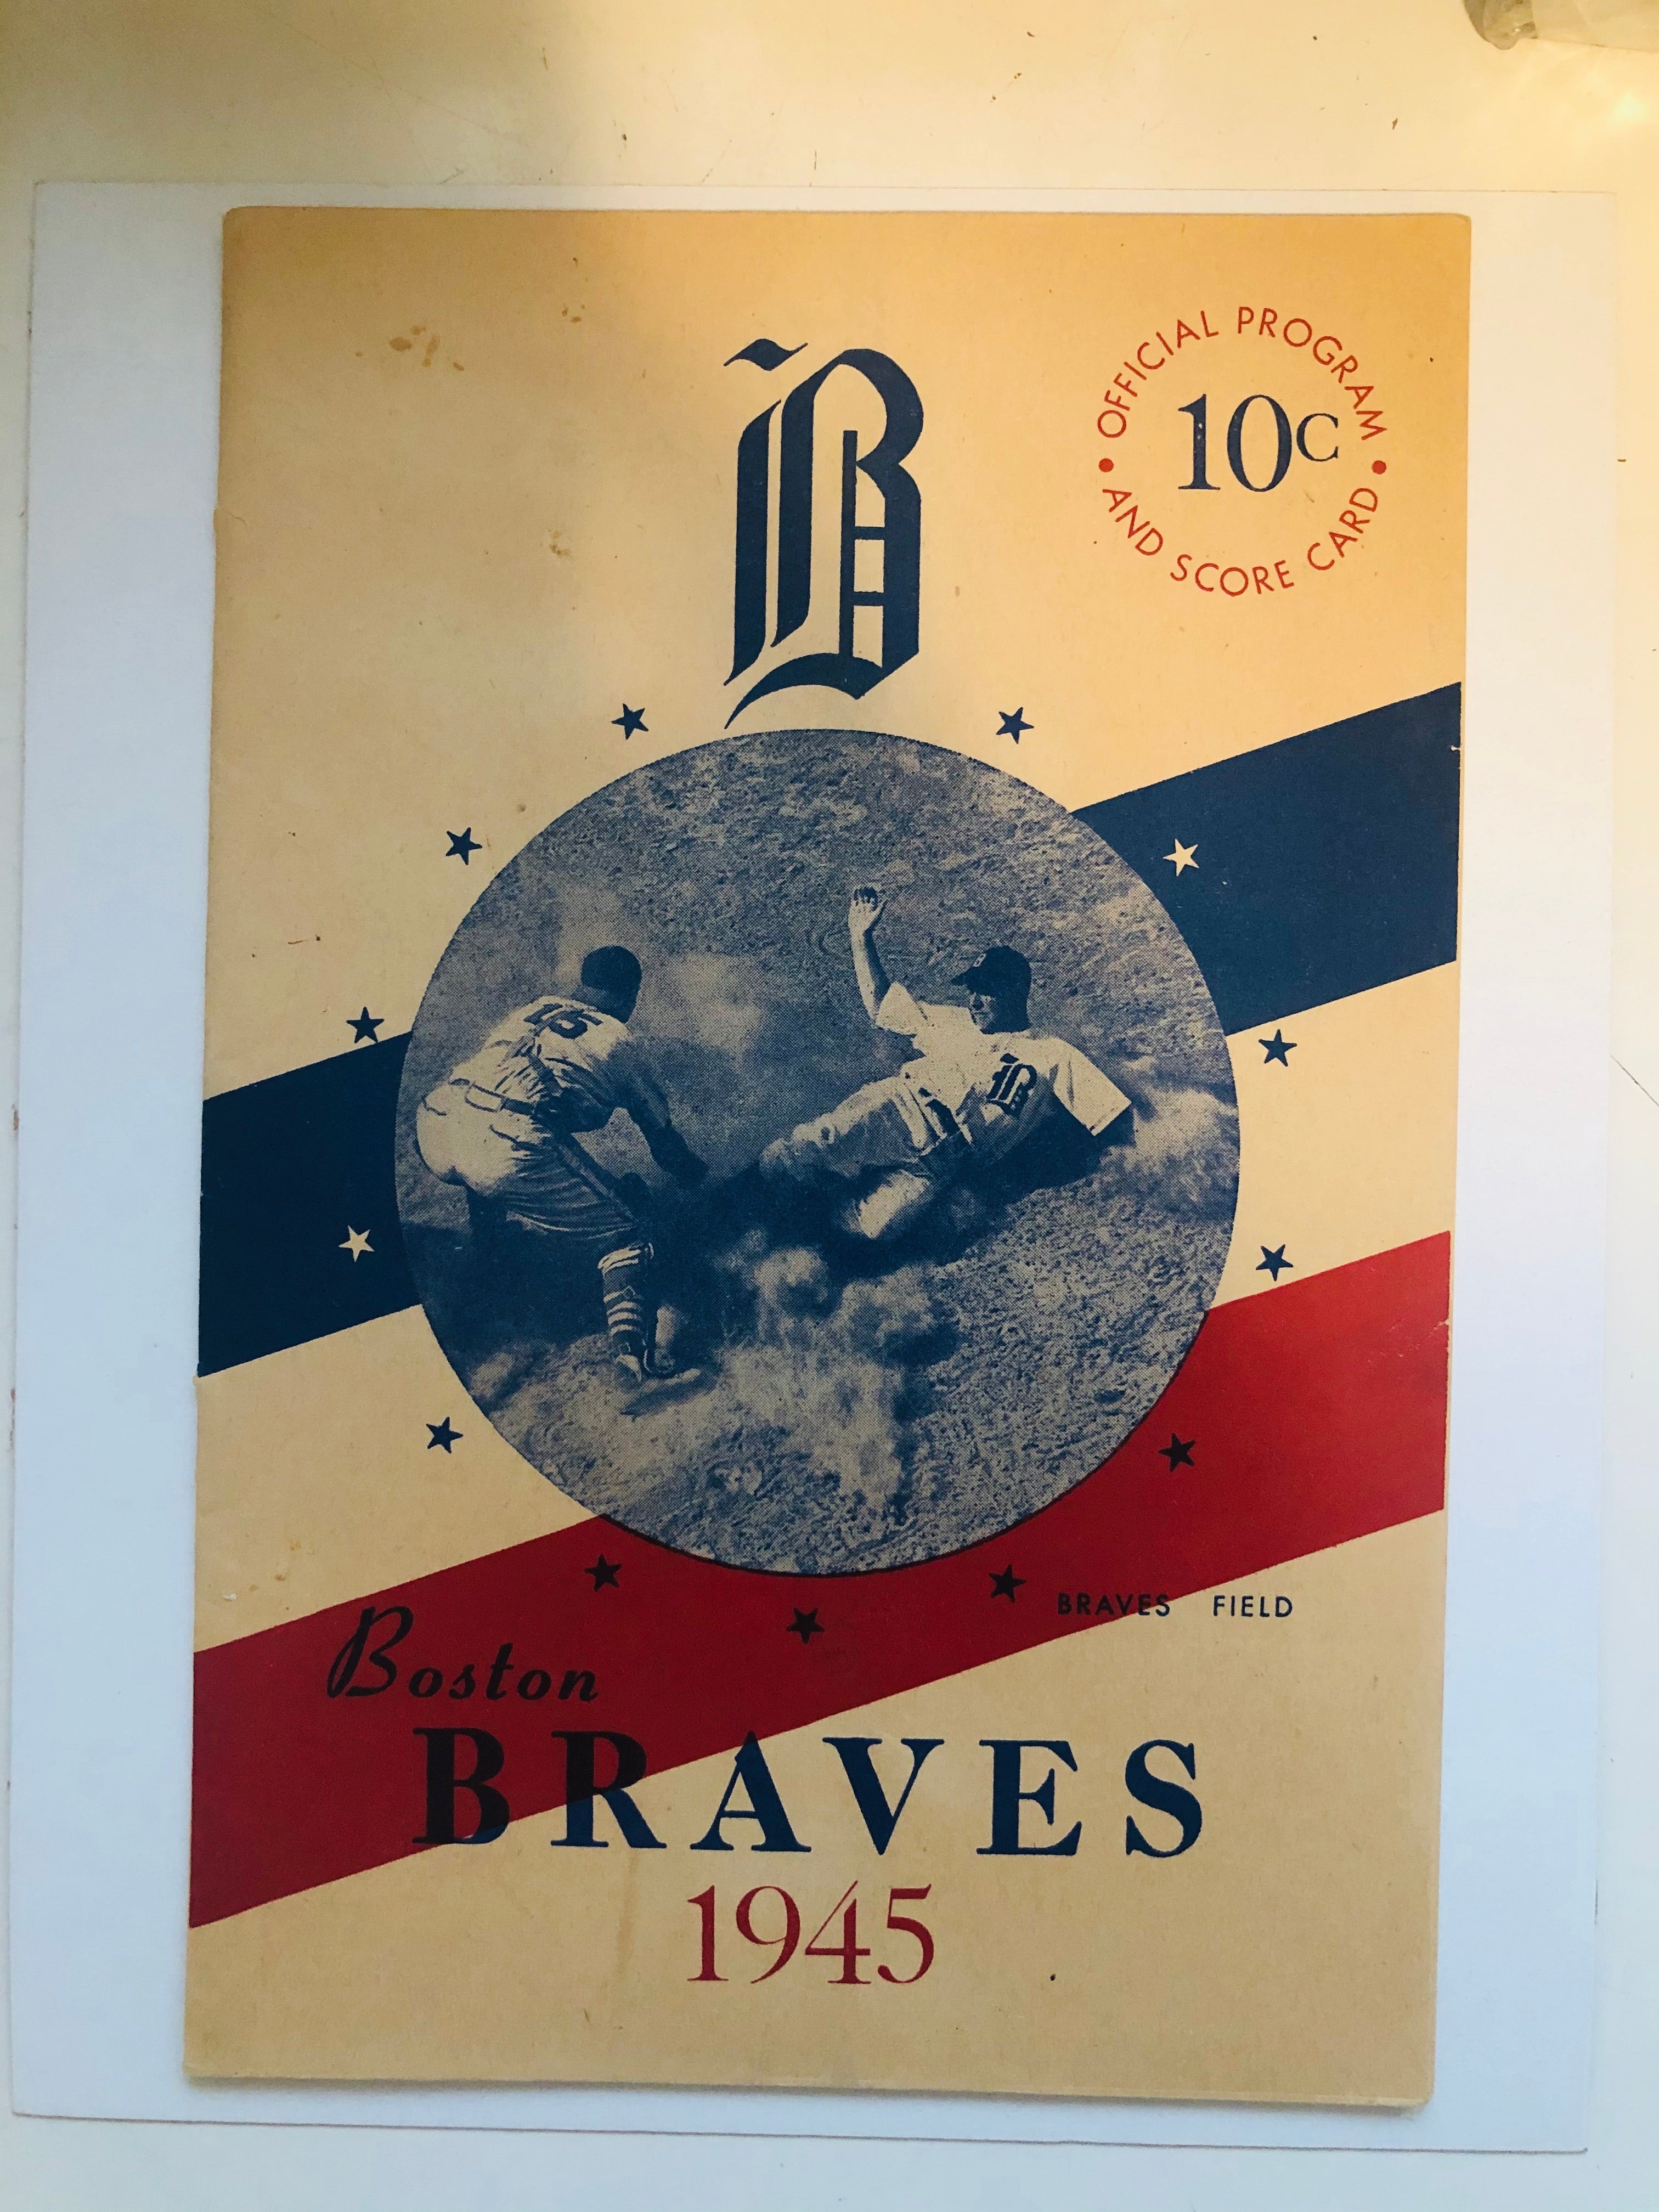 B
OFFICIAL PROGRAM
10c
AND SCORE CARD
B
15
B
BRAVES FIELD
Boston
BRAVES
1945